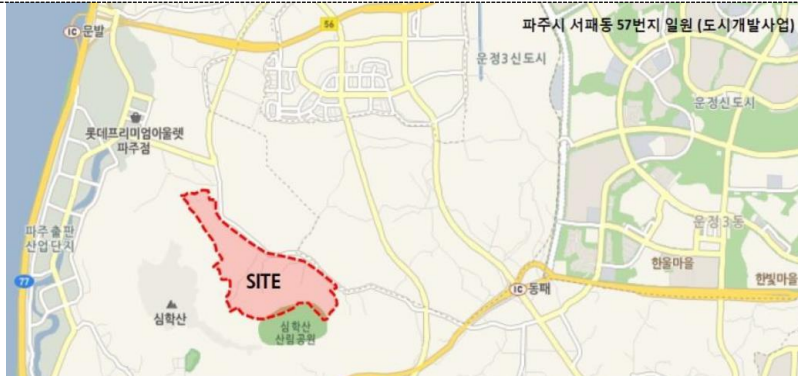 파주시 서패동 57번지 일원 (도시개발사업)
56
IC 문발
운정3신도시
운정신도시
롯데프리미엄아울렛
파주점
파주출판
산업단지
운정3동
한울마을
한빛마을
77
SITE
IC 동패
심학산
심학산
산림공원